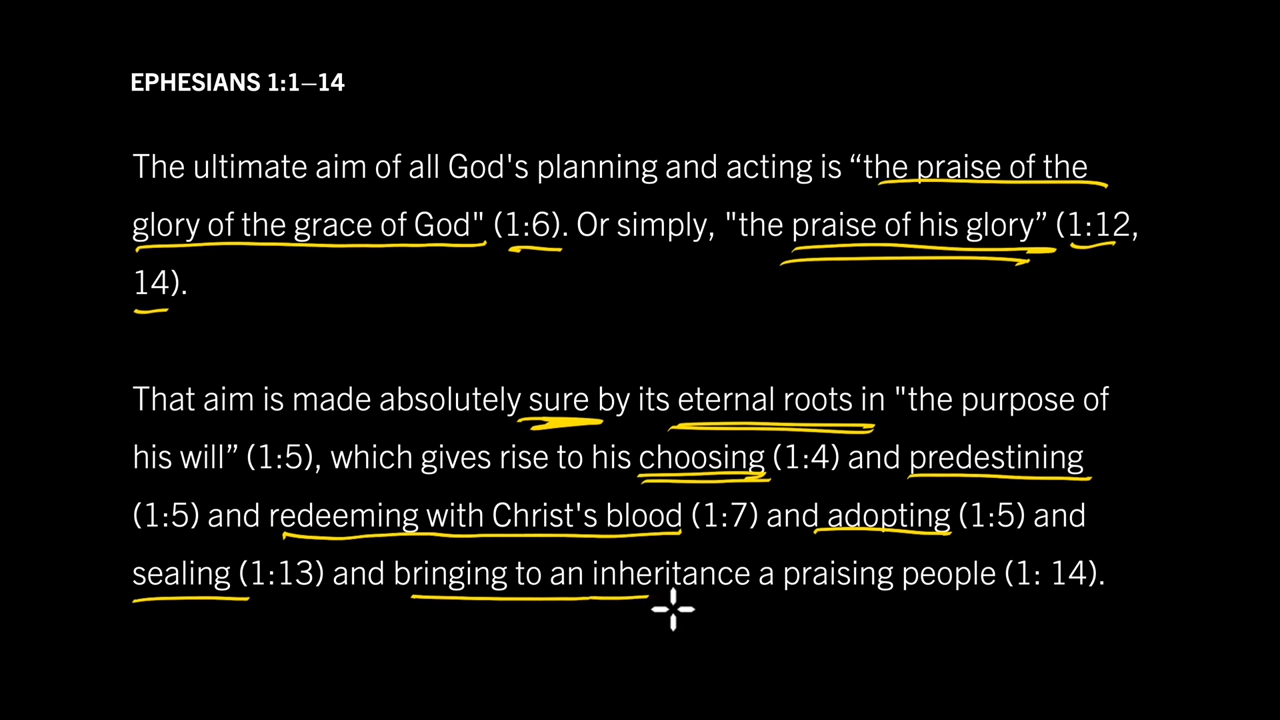 EPHESIANS 1:1–14
The ultimate aim of all God's planning and acting is “the praise of the
glory of the grace of God" (1:6). Or simply, "the praise of his glory” (1:12,
14).
That aim is made absolutely sure by its eternal roots in "the purpose of
his will” (1:5), which gives rise to his choosing (1:4) and predestining
(1:5) and redeeming with Christ's blood (1:7) and adopting (1:5) and
sealing (1:13) and bringing to an inheritance a praising people (1: 14).